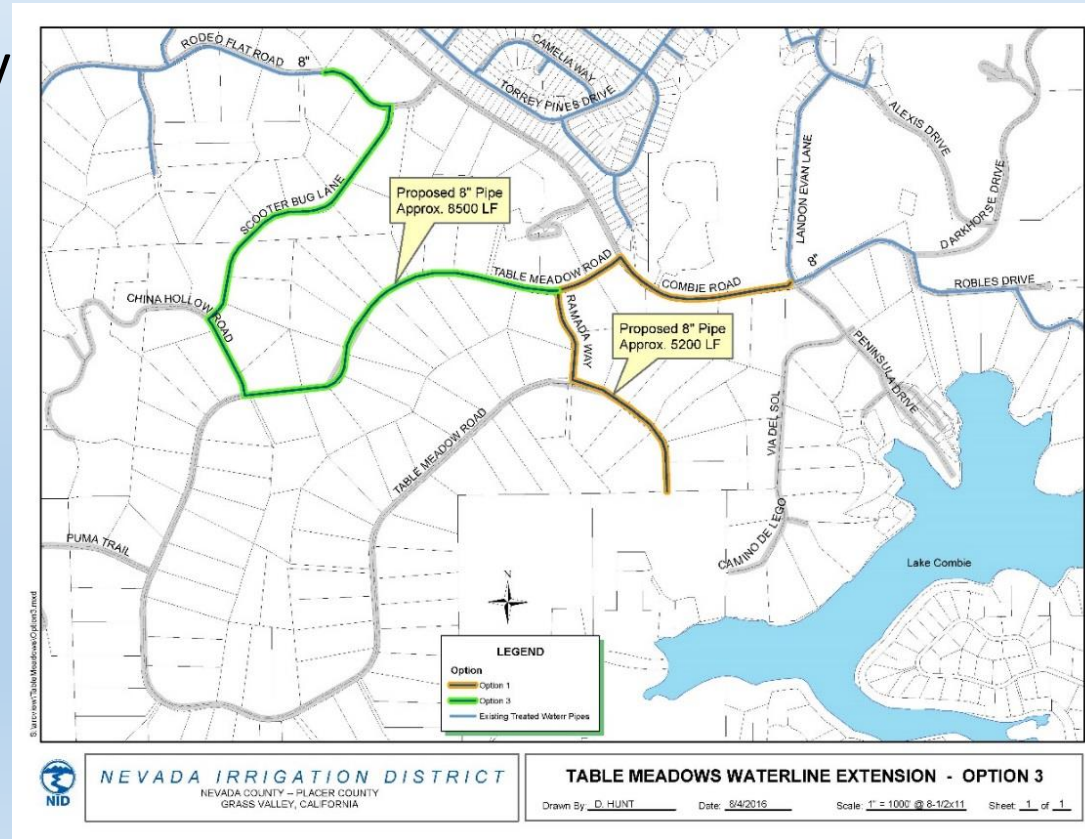 y
RODEO FLAT ROAD 8"
CAMELIA WAY
TORREY PINES DRIVE
ALEXIS DRIVE
LANDON EVAN LANE
DARKHORSE DRIVE
SCOOTER BUG LANE
Proposed 8" Pipe
Approx. 8500 LF
TABLE MEADOW ROAD
COMBIE ROAD
8"
ROBLES DRIVE
CHINA HOLLOW ROAD
RAMADA WAY
Proposed 8" Pipe
Approx. 5200 LF
PENINSULA DRIVE
VIA DEL SOL
TABLE MEADOW ROAD
CAMINO DE LEGO
PUMA TRAIL
Lake Combie
N
LEGEND
Option
Option 1
Option 3
Existing Treated Waterr Pipes
S:\arcview\TableMeadows\Option3.mxd
NID
NEVADA IRRIGATION DISTRICT
NEVADA COUNTY – PLACER COUNTY
GRASS VALLEY, CALIFORNIA
TABLE MEADOWS WATERLINE EXTENSION - OPTION 3
Drawn By: D. HUNT Date: 8/4/2016 Scale: 1" = 1000' @ 8-1/2x11 Sheet: 1 of 1